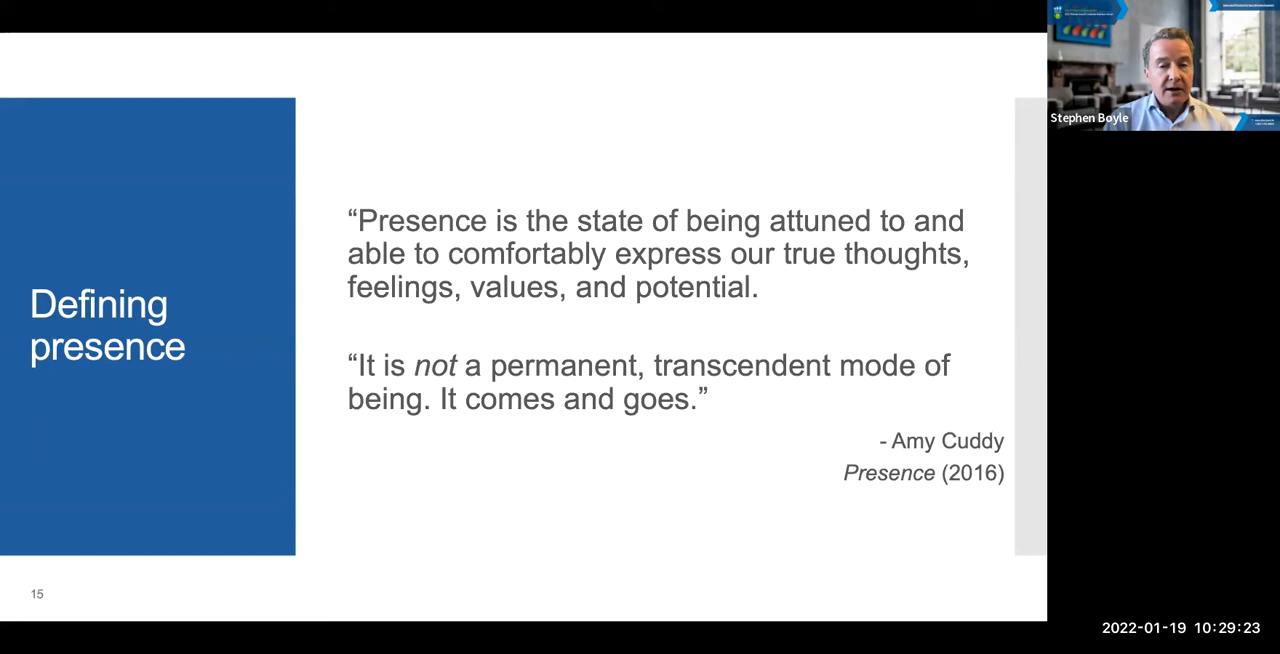 Defining
presence
“Presence is the state of being attuned to and
able to comfortably express our true thoughts,
feelings, values, and potential.
“It is not a permanent, transcendent mode of
being. It comes and goes.”
- Amy Cuddy
Presence (2016)
15
Stephen Boyle
2022-01-19 10:29:23